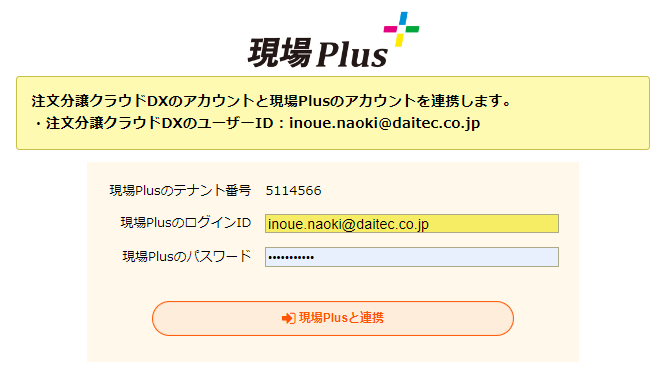 現場Plus
注文分譲クラウドDXのアカウントと現場Plusのアカウントを連携します。
・注文分譲クラウドDXのユーザーID：inoue.naoki@daitec.co.jp
現場Plusのテナント番号 5114566
現場PlusのログインID inoue.naoki@daitec.co.jp
現場Plusのパスワード •••••••••••
現場Plusと連携